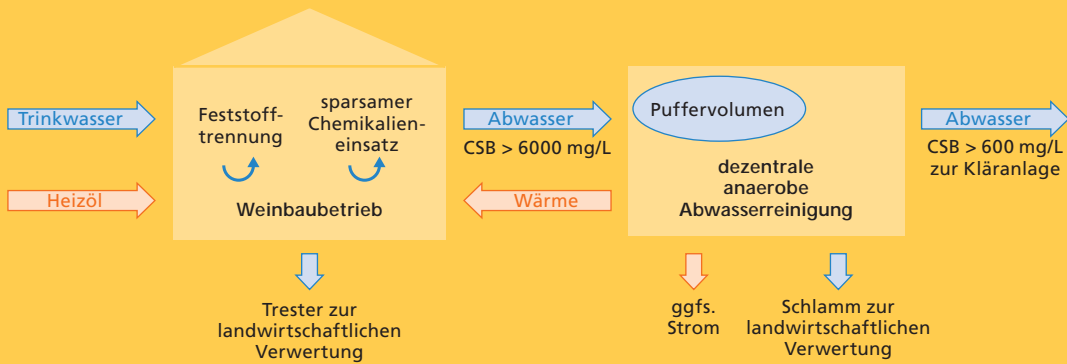 Trinkwasser
Heizöl
Feststoff-
trennung
sparsamer
Chemikalien-
einsatz
Weinbaubetrieb
Trester zur
landwirtschaftlichen
Verwertung
Abwasser
CSB > 6000 mg/L
Wärme
Puffervolumen
dezentrale
anaerobe
Abwasserreinigung
ggfs.
Strom
Schlamm zur
landwirtschaftlichen
Verwertung
Abwasser
CSB > 600 mg/L
zur Kläranlage